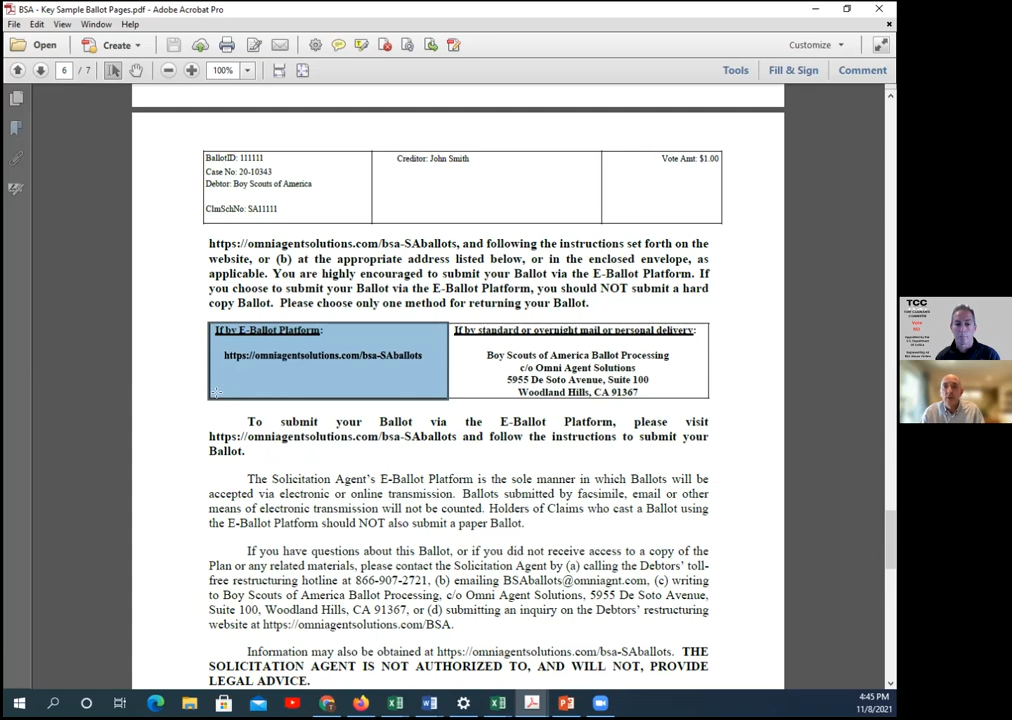 BSA - Key Sample Ballot Pages.pdf - Adobe Acrobat Pro
File Edit View Window Help
Open Create Customize
6 / 7 100% Tools Fill & Sign Comment
BallotID: 111111
Case No: 20-10343
Debtor: Boy Scouts of America
ClmSchNo: SA11111
Creditor: John Smith
Vote Amt: $1.00
https://omniagentsolutions.com/bsa-SAballots, and following the instructions set forth on the
website, or (b) at the appropriate address listed below, or in the enclosed envelope, as
applicable. You are highly encouraged to submit your Ballot via the E-Ballot Platform. If
you choose to submit your Ballot via the E-Ballot Platform, you should NOT submit a hard
copy Ballot. Please choose only one method for returning your Ballot.
If by E-Ballot Platform:
https://omniagentsolutions.com/bsa-SAballots
If by standard or overnight mail or personal delivery:
Boy Scouts of America Ballot Processing
c/o Omni Agent Solutions
5955 De Soto Avenue, Suite 100
Woodland Hills, CA 91367
To submit your Ballot via the E-Ballot Platform, please visit
https://omniagentsolutions.com/bsa-SAballots and follow the instructions to submit your
Ballot.
The Solicitation Agent's E-Ballot Platform is the sole manner in which Ballots will be
accepted via electronic or online transmission. Ballots submitted by facsimile, email or other
means of electronic transmission will not be counted. Holders of Claims who cast a Ballot using
the E-Ballot Platform should NOT also submit a paper Ballot.
If you have questions about this Ballot, or if you did not receive access to a copy of the
Plan or any related materials, please contact the Solicitation Agent by (a) calling the Debtors' toll-
free restructuring hotline at 866-907-2721, (b) emailing BSAballots@omniagnt.com, (c) writing
to Boy Scouts of America Ballot Processing, c/o Omni Agent Solutions, 5955 De Soto Avenue,
Suite 100, Woodland Hills, CA 91367, or (d) submitting an inquiry on the Debtors' restructuring
website at https://omniagentsolutions.com/BSA.
Information may also be obtained at https://omniagentsolutions.com/bsa-SAballots. THE
SOLICITATION AGENT IS NOT AUTHORIZED TO, AND WILL NOT, PROVIDE
LEGAL ADVICE.
TCC
Vote
NO
4:45 PM
11/8/2021